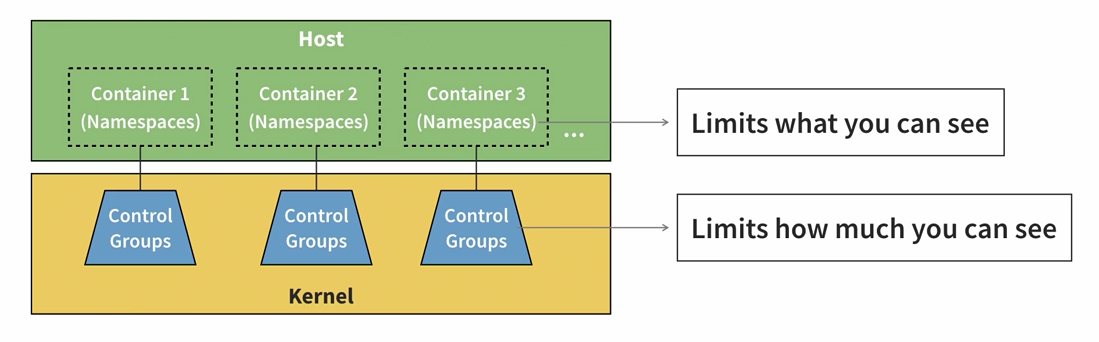 Host
Container 1
(Namespaces)
Container 2
(Namespaces)
Container 3
(Namespaces)
...
Limits what you can see
Control
Groups
Control
Groups
Control
Groups
Limits how much you can see
Kernel